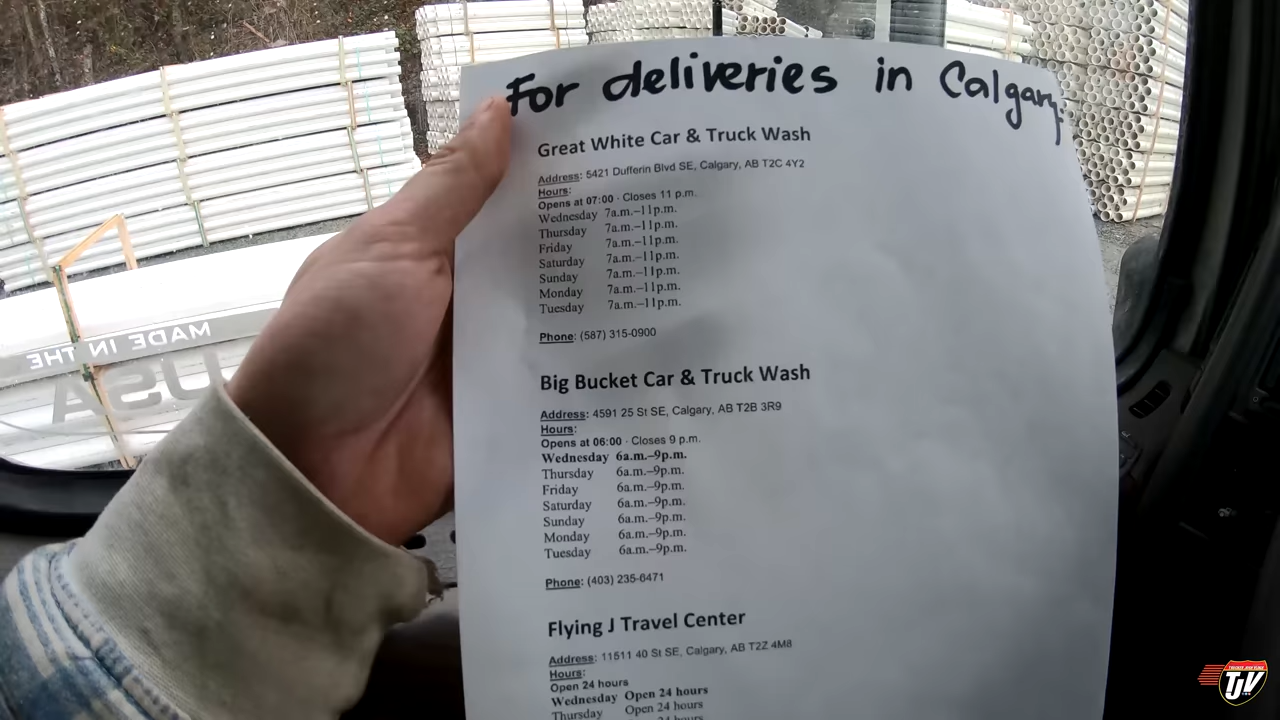 For deliveries in Calgary:
Great White Car & Truck Wash
Address: 5421 Dufferin Blvd SE, Calgary, AB T2C 4Y2
Hours:
Opens at 07:00 · Closes 11 p.m.
Wednesday 7a.m.–11p.m.
Thursday 7a.m.–11p.m.
Friday 7a.m.–11p.m.
Saturday 7a.m.–11p.m.
Sunday 7a.m.–11p.m.
Monday 7a.m.–11p.m.
Tuesday 7a.m.–11p.m.
Phone: (587) 315-0900
Big Bucket Car & Truck Wash
Address: 4591 25 St SE, Calgary, AB T2B 3R9
Hours:
Opens at 06:00 · Closes 9 p.m.
Wednesday 6a.m.–9p.m.
Thursday 6a.m.–9p.m.
Friday 6a.m.–9p.m.
Saturday 6a.m.–9p.m.
Sunday 6a.m.–9p.m.
Monday 6a.m.–9p.m.
Tuesday 6a.m.–9p.m.
Phone: (403) 235-6471
Flying J Travel Center
Address: 11511 40 St SE, Calgary, AB T2Z 4M8
Hours:
Open 24 hours
Wednesday Open 24 hours
Thursday Open 24 hours
24 hours
MADE IN THE
USA
TJV